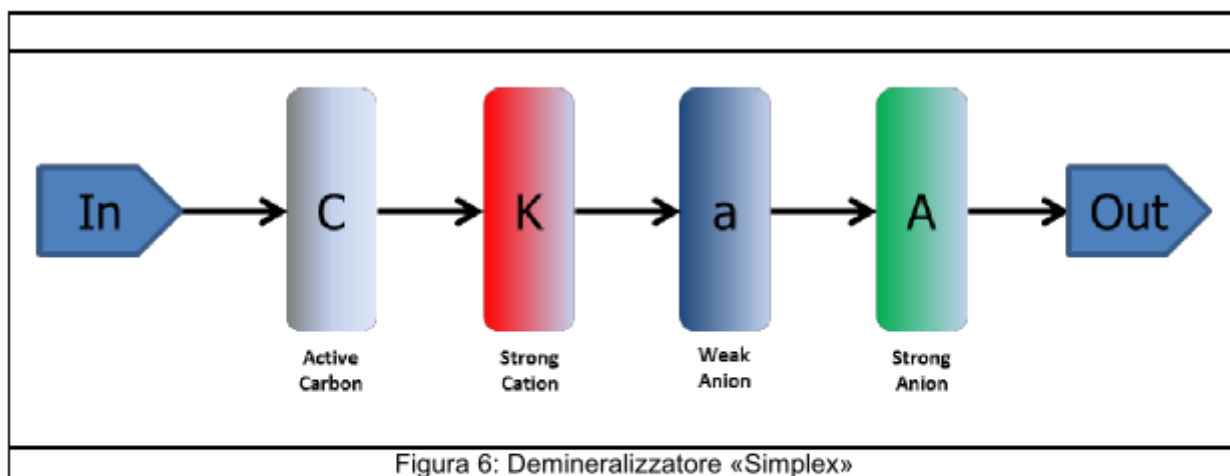 In
C
K
a
A
Out
Active
Carbon
Strong
Cation
Weak
Anion
Strong
Anion
Figura 6: Demineralizzatore «Simplex»